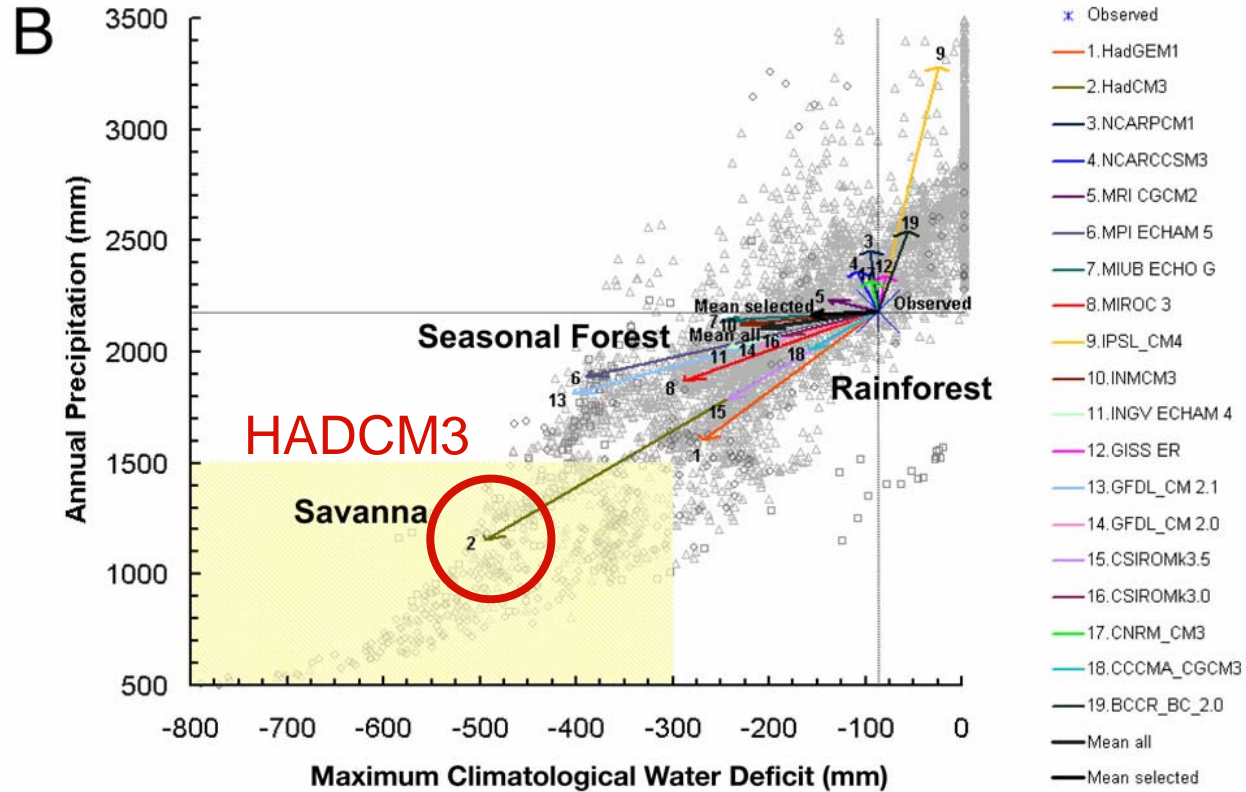 B
3500
3000
2500
2000
1500
1000
500
Annual Precipitation (mm)
-800 -700 -600 -500 -400 -300 -200 -100 0
Maximum Climatological Water Deficit (mm)
9
19
3
4
12
17
5
Observed
Mean selected
7
10
Seasonal Forest
Mean all
16
14
18
11
6
8
13
Rainforest
15
HADCM3
1
Savanna
2
Observed
1.HadGEM1
2.HadCM3
3.NCARPCM1
4.NCARCCSM3
5.MRI CGCM2
6.MPI ECHAM 5
7.MIUB ECHO G
8.MIROC 3
9.IPSL_CM4
10.INMCM3
11.INGV ECHAM 4
12.GISS ER
13.GFDL_CM 2.1
14.GFDL_CM 2.0
15.CSIROMk3.5
16.CSIROMk3.0
17.CNRM_CM3
18.CCCMA_CGCM3
19.BCCR_BC_2.0
Mean all
Mean selected